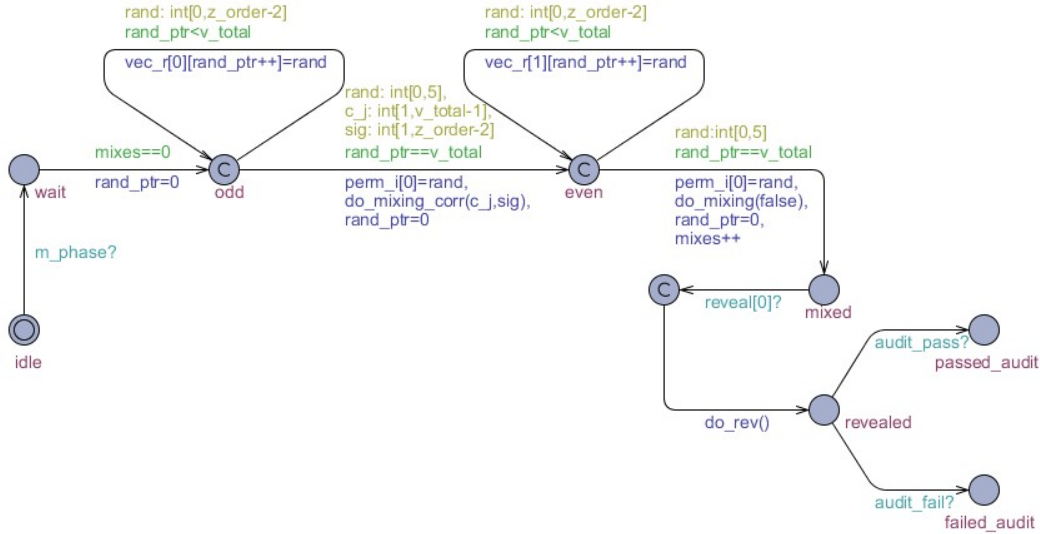 rand: int[0,z_order-2]
rand_ptr<v_total
vec_r[0][rand_ptr++]=rand
rand: int[0,z_order-2]
rand_ptr<v_total
vec_r[1][rand_ptr++]=rand
rand: int[0,5],
c_j: int[1,v_total-1],
sig: int[1,z_order-2]
rand_ptr==v_total
perm_i[0]=rand,
do_mixing_corr(c_j,sig),
rand_ptr=0
rand:int[0,5]
rand_ptr==v_total
perm_i[0]=rand,
do_mixing(false),
rand_ptr=0,
mixes++
mixes==0
rand_ptr=0
wait
C
odd
C
even
m_phase?
idle
C
reveal[0]?
mixed
audit_pass?
passed_audit
do_rev()
revealed
audit_fail?
failed_audit